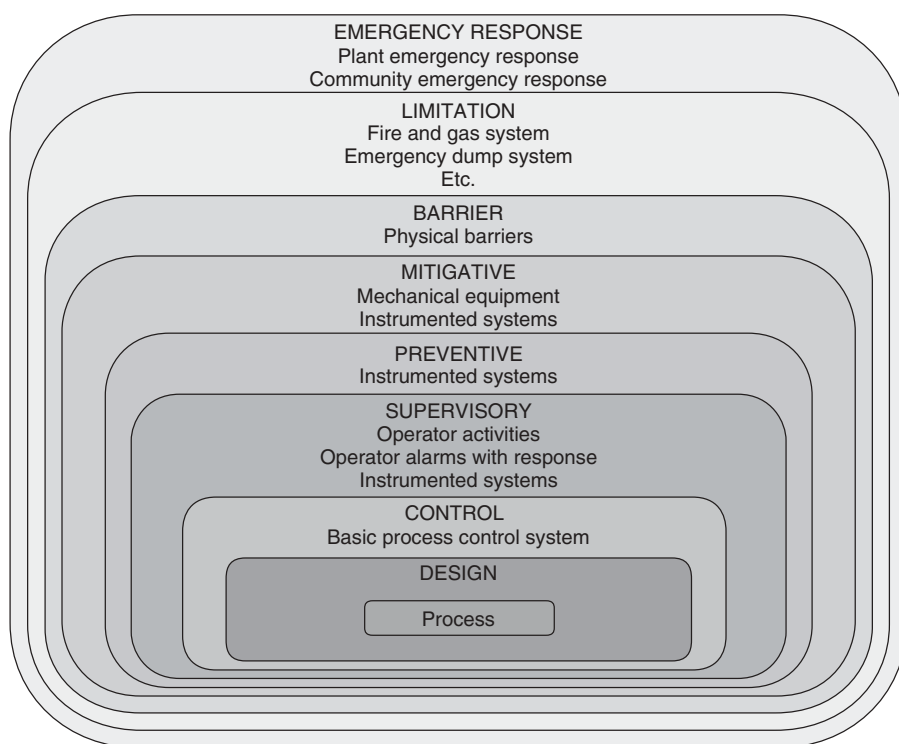 EMERGENCY RESPONSE
Plant emergency response
Community emergency response
LIMITATION
Fire and gas system
Emergency dump system
Etc.
BARRIER
Physical barriers
MITIGATIVE
Mechanical equipment
Instrumented systems
PREVENTIVE
Instrumented systems
SUPERVISORY
Operator activities
Operator alarms with response
Instrumented systems
CONTROL
Basic process control system
DESIGN
Process